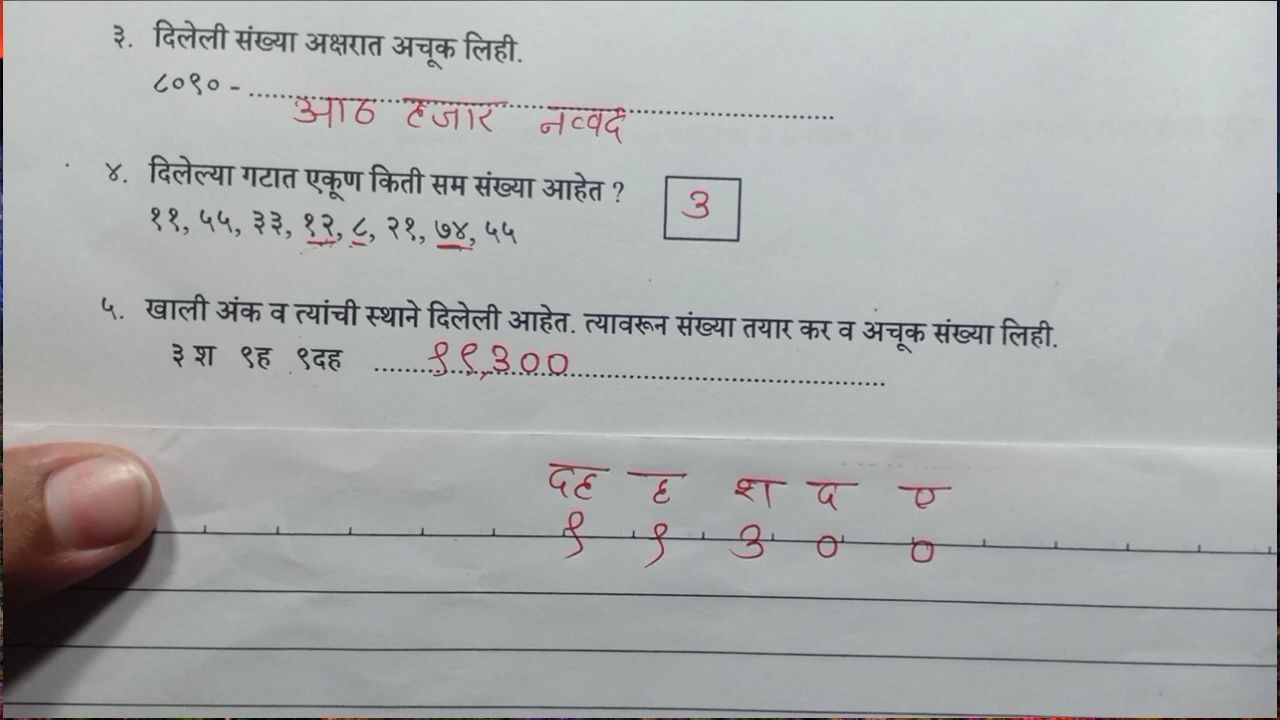 ३. दिलेली संख्या अक्षरात अचूक लिही.
८०९० - .......... आठ हजार नव्वद ..........
४. दिलेल्या गटात एकूण किती सम संख्या आहेत ? ३
११, ५५, ३३, १२, ८, २१, ७४, ५५
५. खाली अंक व त्यांची स्थाने दिलेली आहेत. त्यावरून संख्या तयार कर व अचूक संख्या लिही.
३ श १ह १दह .......... ११,३०० ..........
दह ह श द ए
१ १ ३ ० ०